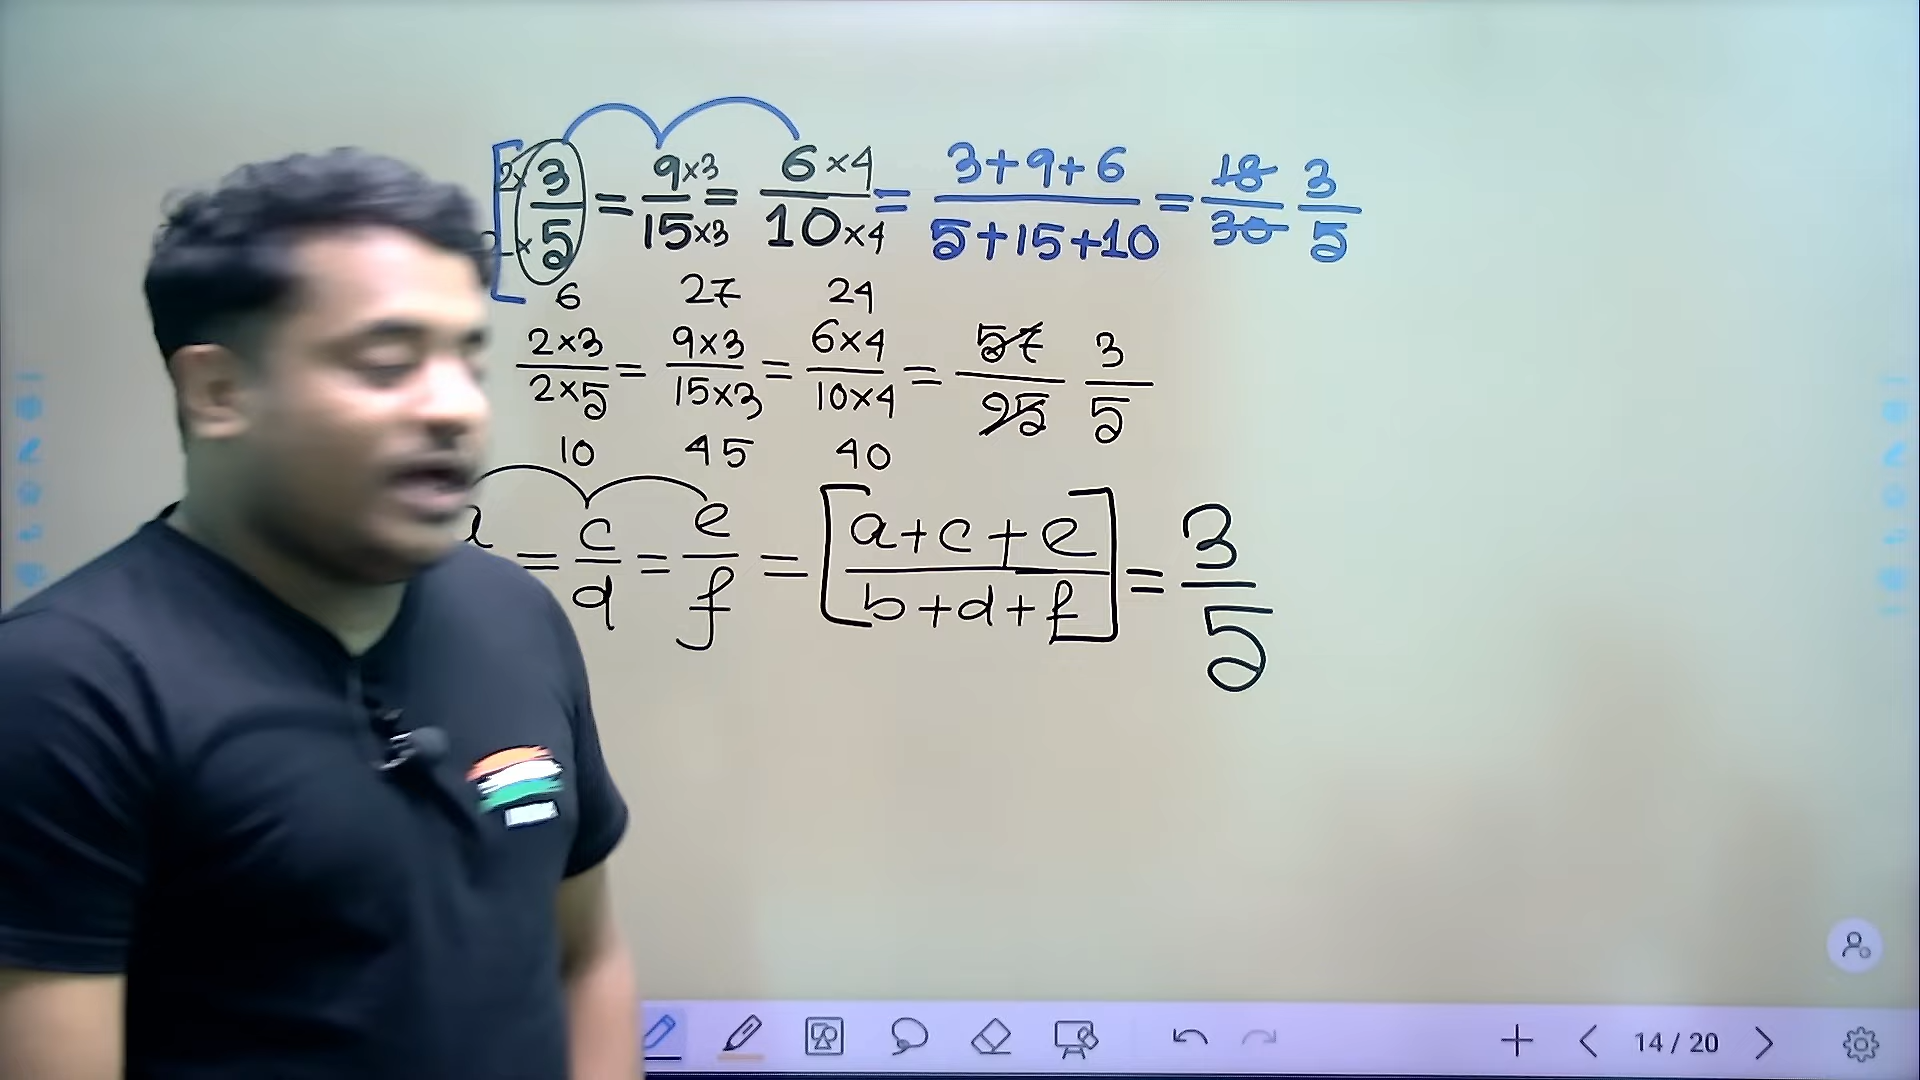 2× 3/5 = 9×3/15×3 = 6×4/10×4 = 3+9+6/5+15+10 = 18/30 3/5
6 27 24
2×3/2×5 = 9×3/15×3 = 6×4/10×4 = 57/95 3/5
10 45 40
a = c/d = e/f = [a+c+e/b+d+f] = 3/5
14 / 20